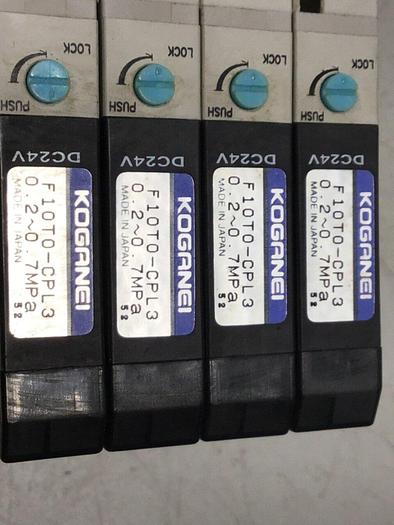 LOCK
PUSH
LOCK
PUSH
LOCK
PUSH
LOCK
PUSH
DC24V
DC24V
DC24V
DC24V
KOGANEI
F10T0-CPL3
0.2~0.7MPa
MADE IN JAPAN
52
KOGANEI
F10T0-CPL3
0.2~0.7MPa
MADE IN JAPAN
52
KOGANEI
F10T0-CPL3
0.2~0.7MPa
MADE IN JAPAN
52
KOGANEI
F10T0-CPL3
0.2~0.7MPa
MADE IN JAPAN
52